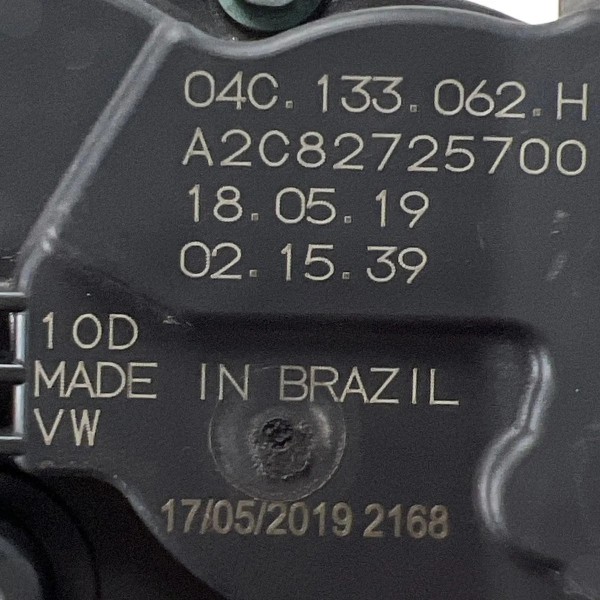 04C.133.062.H
A2C82725700
18.05.19
02.15.39
10D
MADE IN BRAZIL
VW
17/05/2019 2168